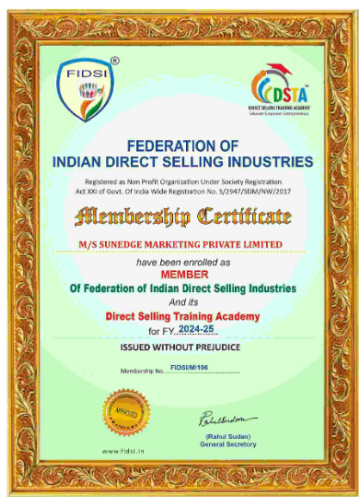 FIDSI
®
DSTA
DIRECT SELLING TRAINING ACADEMY
Educate Empower Entrepreneurs
FEDERATION OF
INDIAN DIRECT SELLING INDUSTRIES
Registered as Non Profit Organization Under Society Registration
Act XXI of Govt. Of India Wide Registration No. S/2947/SDM/NW/2017
Membership Certificate
M/S SUNEDGE MARKETING PRIVATE LIMITED
have been enrolled as
MEMBER
Of Federation of Indian Direct Selling Industries
And its
Direct Selling Training Academy
for FY. 2024-25
ISSUED WITHOUT PREJUDICE
Membership No. FIDSI/M/106
(Rahul Sudan)
General Secretary
www.fidsi.in